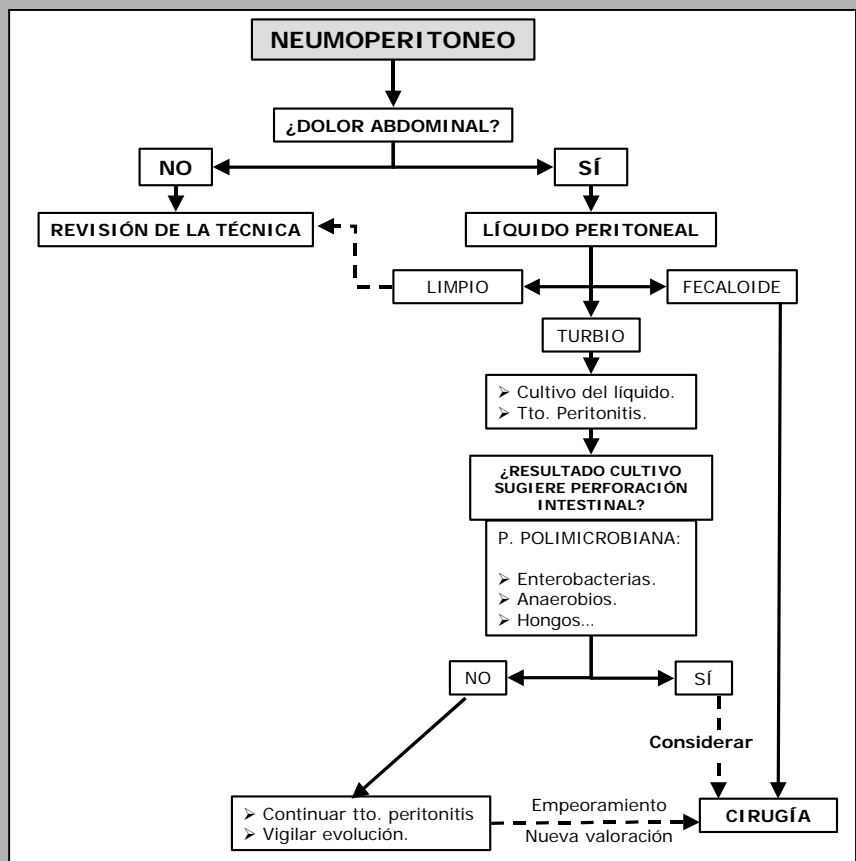 NEUMOPERITONEO
¿DOLOR ABDOMINAL?
NO
SÍ
REVISIÓN DE LA TÉCNICA
LÍQUIDO PERITONEAL
LIMPIO
FECALOIDE
TURBIO
➢ Cultivo del líquido.
➢ Tto. Peritonitis.
¿RESULTADO CULTIVO
SUGIERE PERFORACIÓN
INTESTINAL?
P. POLIMICROBIANA:
➢ Enterobacterias.
➢ Anaerobios.
➢ Hongos...
NO
SÍ
Considerar
➢ Continuar tto. peritonitis
➢ Vigilar evolución.
Empeoramiento
Nueva valoración
CIRUGÍA